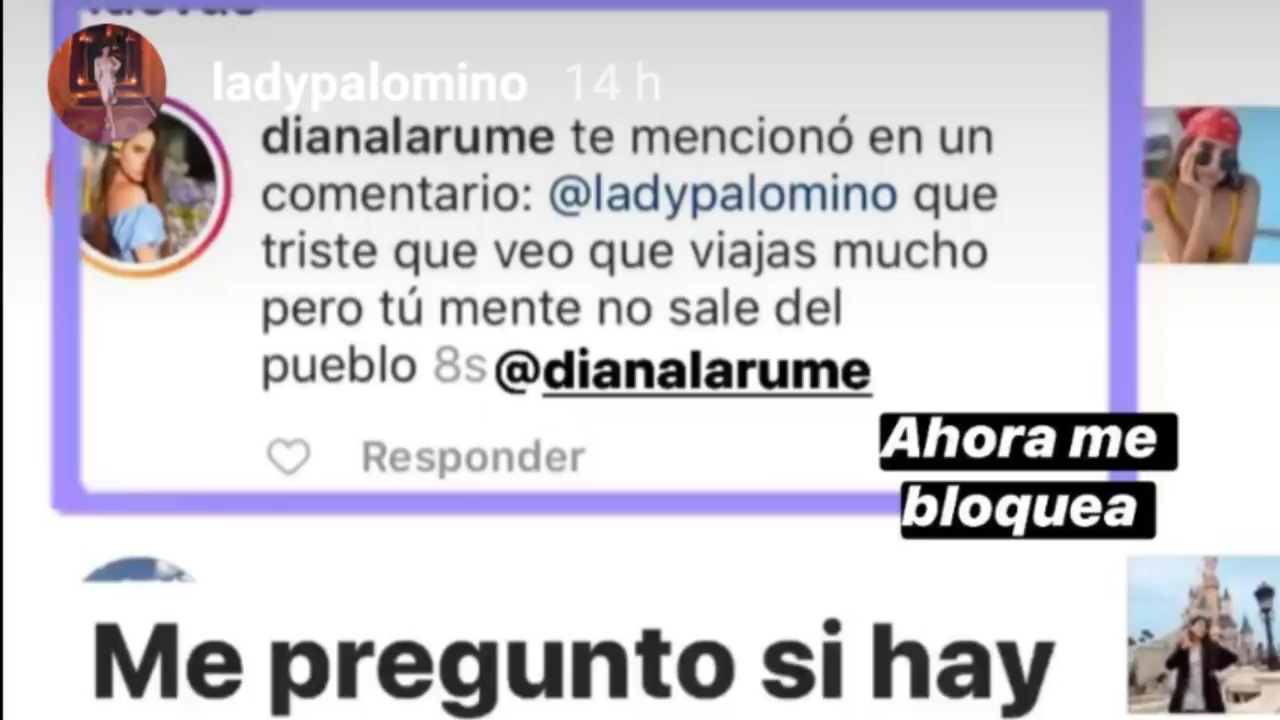 ladypalomino 14 h
dianalarume te mencionó en un
comentario: @ladypalomino que
triste que veo que viajas mucho
pero tú mente no sale del
pueblo 8s @dianalarume
Responder
Ahora me
bloquea
Me pregunto si hay